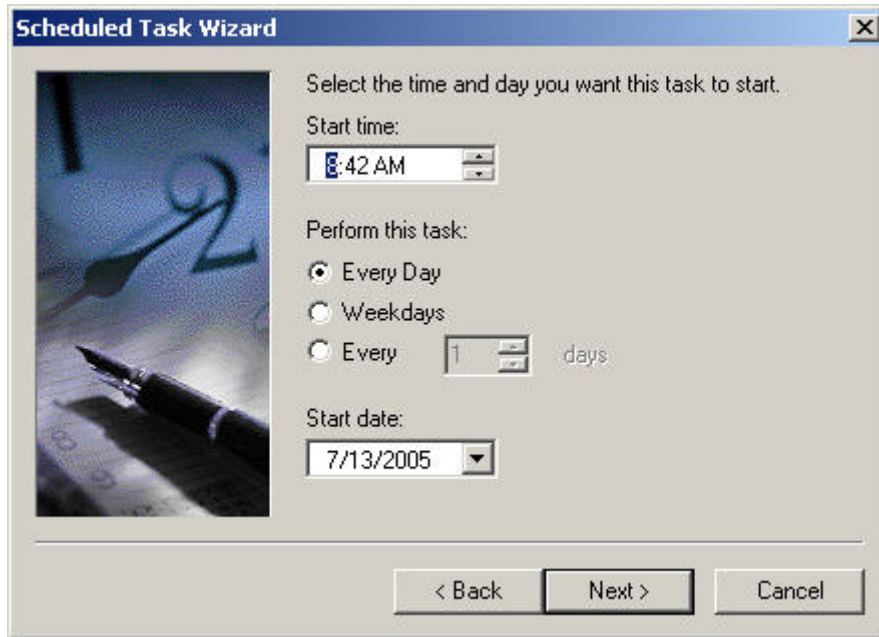 Scheduled Task Wizard
Select the time and day you want this task to start.
Start time:
8:42 AM
Perform this task:
Every Day
Weekdays
Every 1 days
Start date:
7/13/2005
< Back Next > Cancel